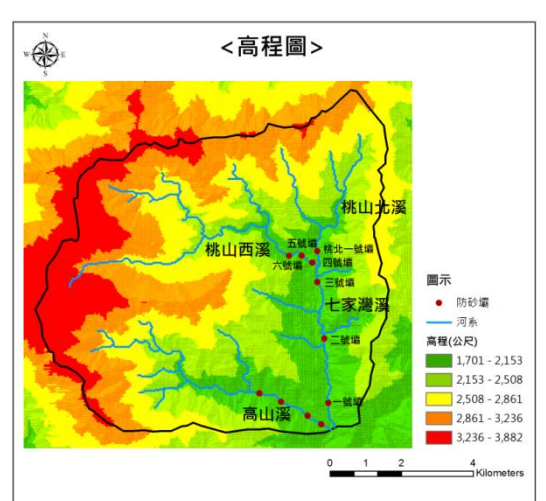 <高程圖>
N
W
E
S
桃山北溪
五號壩
桃北一號壩
桃山西溪
六號壩
四號壩
三號壩
七家灣溪
二號壩
一號壩
高山溪
圖示
防砂壩
河系
高程(公尺)
1,701 - 2,153
2,153 - 2,508
2,508 - 2,861
2,861 - 3,236
3,236 - 3,882
0 1 2 4
Kilometers